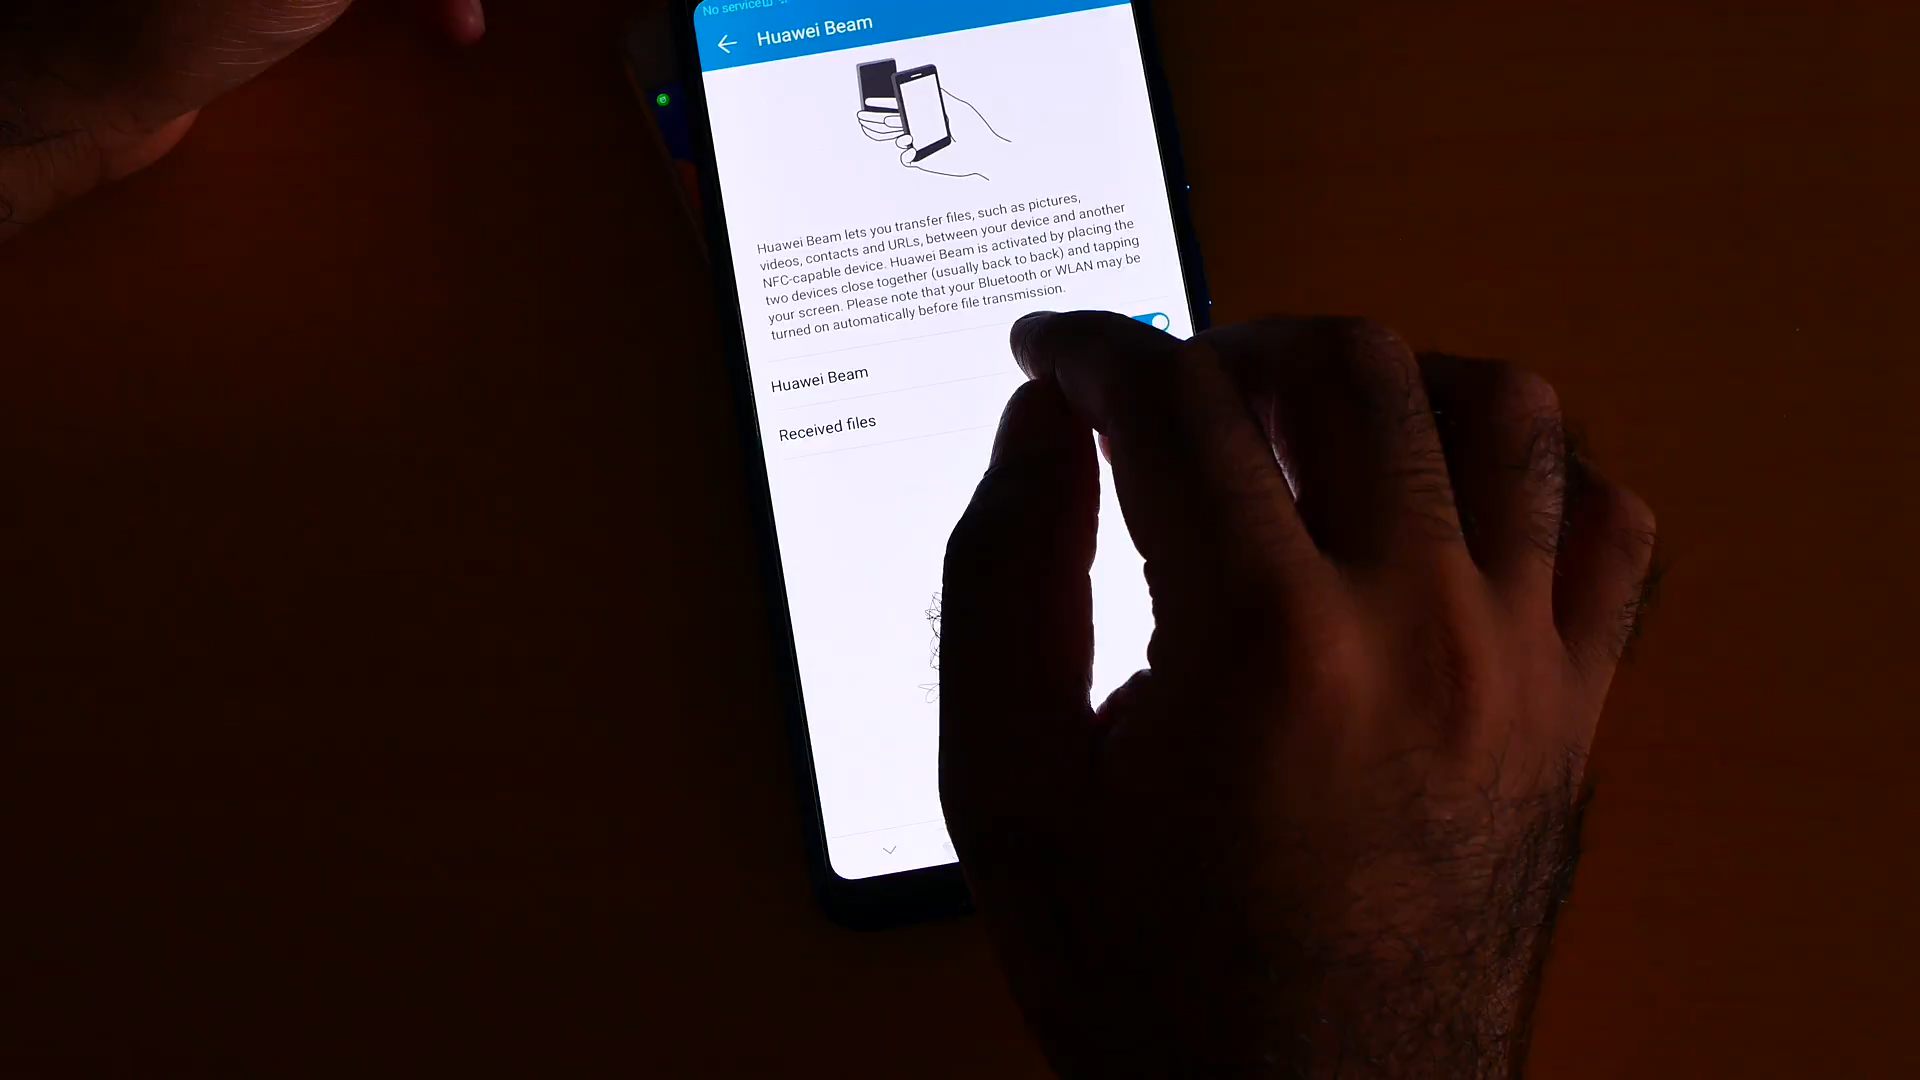 No service
Huawei Beam
Huawei Beam lets you transfer files, such as pictures,
videos, contacts and URLs, between your device and another
NFC-capable device. Huawei Beam is activated by placing the
two devices close together (usually back to back) and tapping
your screen. Please note that your Bluetooth or WLAN may be
turned on automatically before file transmission.
Huawei Beam
Received files